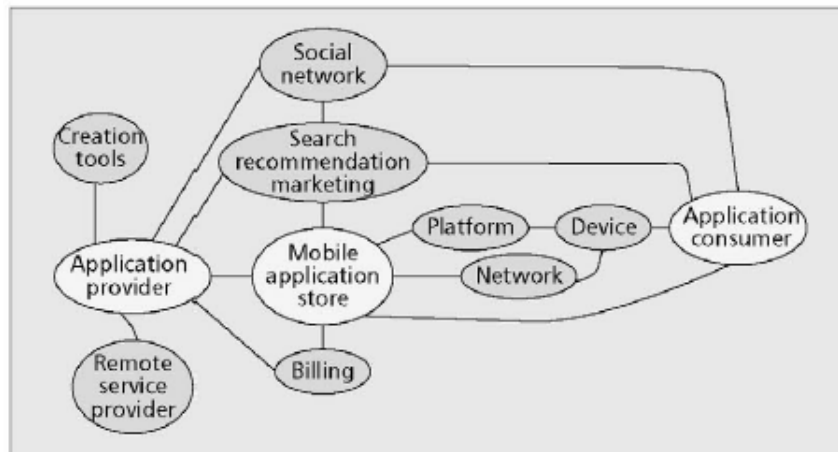 Social
network
Creation
tools
Search
recommendation
marketing
Platform
Device
Application
consumer
Application
provider
Mobile
application
store
Network
Remote
service
provider
Billing